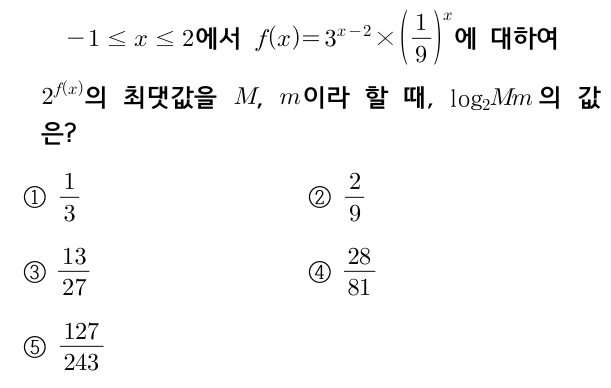 $-1 \le x \le 2$에서 $f(x)=3^{x-2} \times \left(\frac{1}{9}\right)^x$에 대하여
$2^{f(x)}$의 최댓값을 $M$, $m$이라 할 때, $\log_2 Mm$의 값
은?
① $\frac{1}{3}$ ② $\frac{2}{9}$
③ $\frac{13}{27}$ ④ $\frac{28}{81}$
⑤ $\frac{127}{243}$